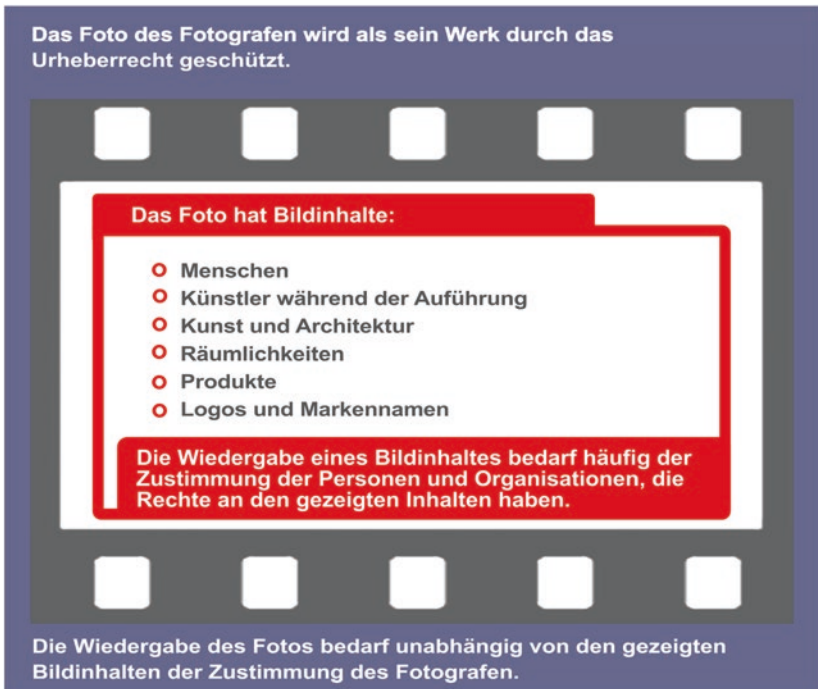 Das Foto des Fotografen wird als sein Werk durch das
Urheberrecht geschützt.
Das Foto hat Bildinhalte:
Menschen
Künstler während der Auführung
Kunst und Architektur
Räumlichkeiten
Produkte
Logos und Markennamen
Die Wiedergabe eines Bildinhaltes bedarf häufig der
Zustimmung der Personen und Organisationen, die
Rechte an den gezeigten Inhalten haben.
Die Wiedergabe des Fotos bedarf unabhängig von den gezeigten
Bildinhalten der Zustimmung des Fotografen.